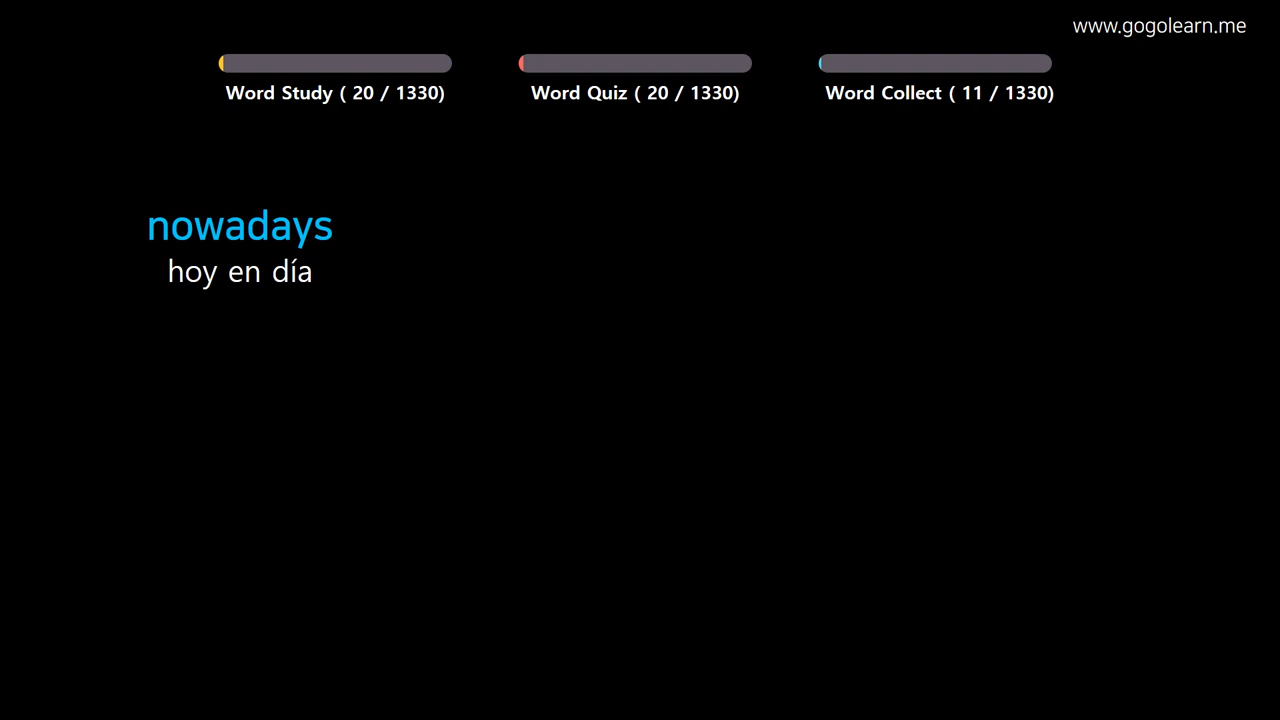 www.gogolearn.me
Word Study ( 20 / 1330)
Word Quiz ( 20 / 1330)
Word Collect ( 11 / 1330)
nowadays
hoy en día